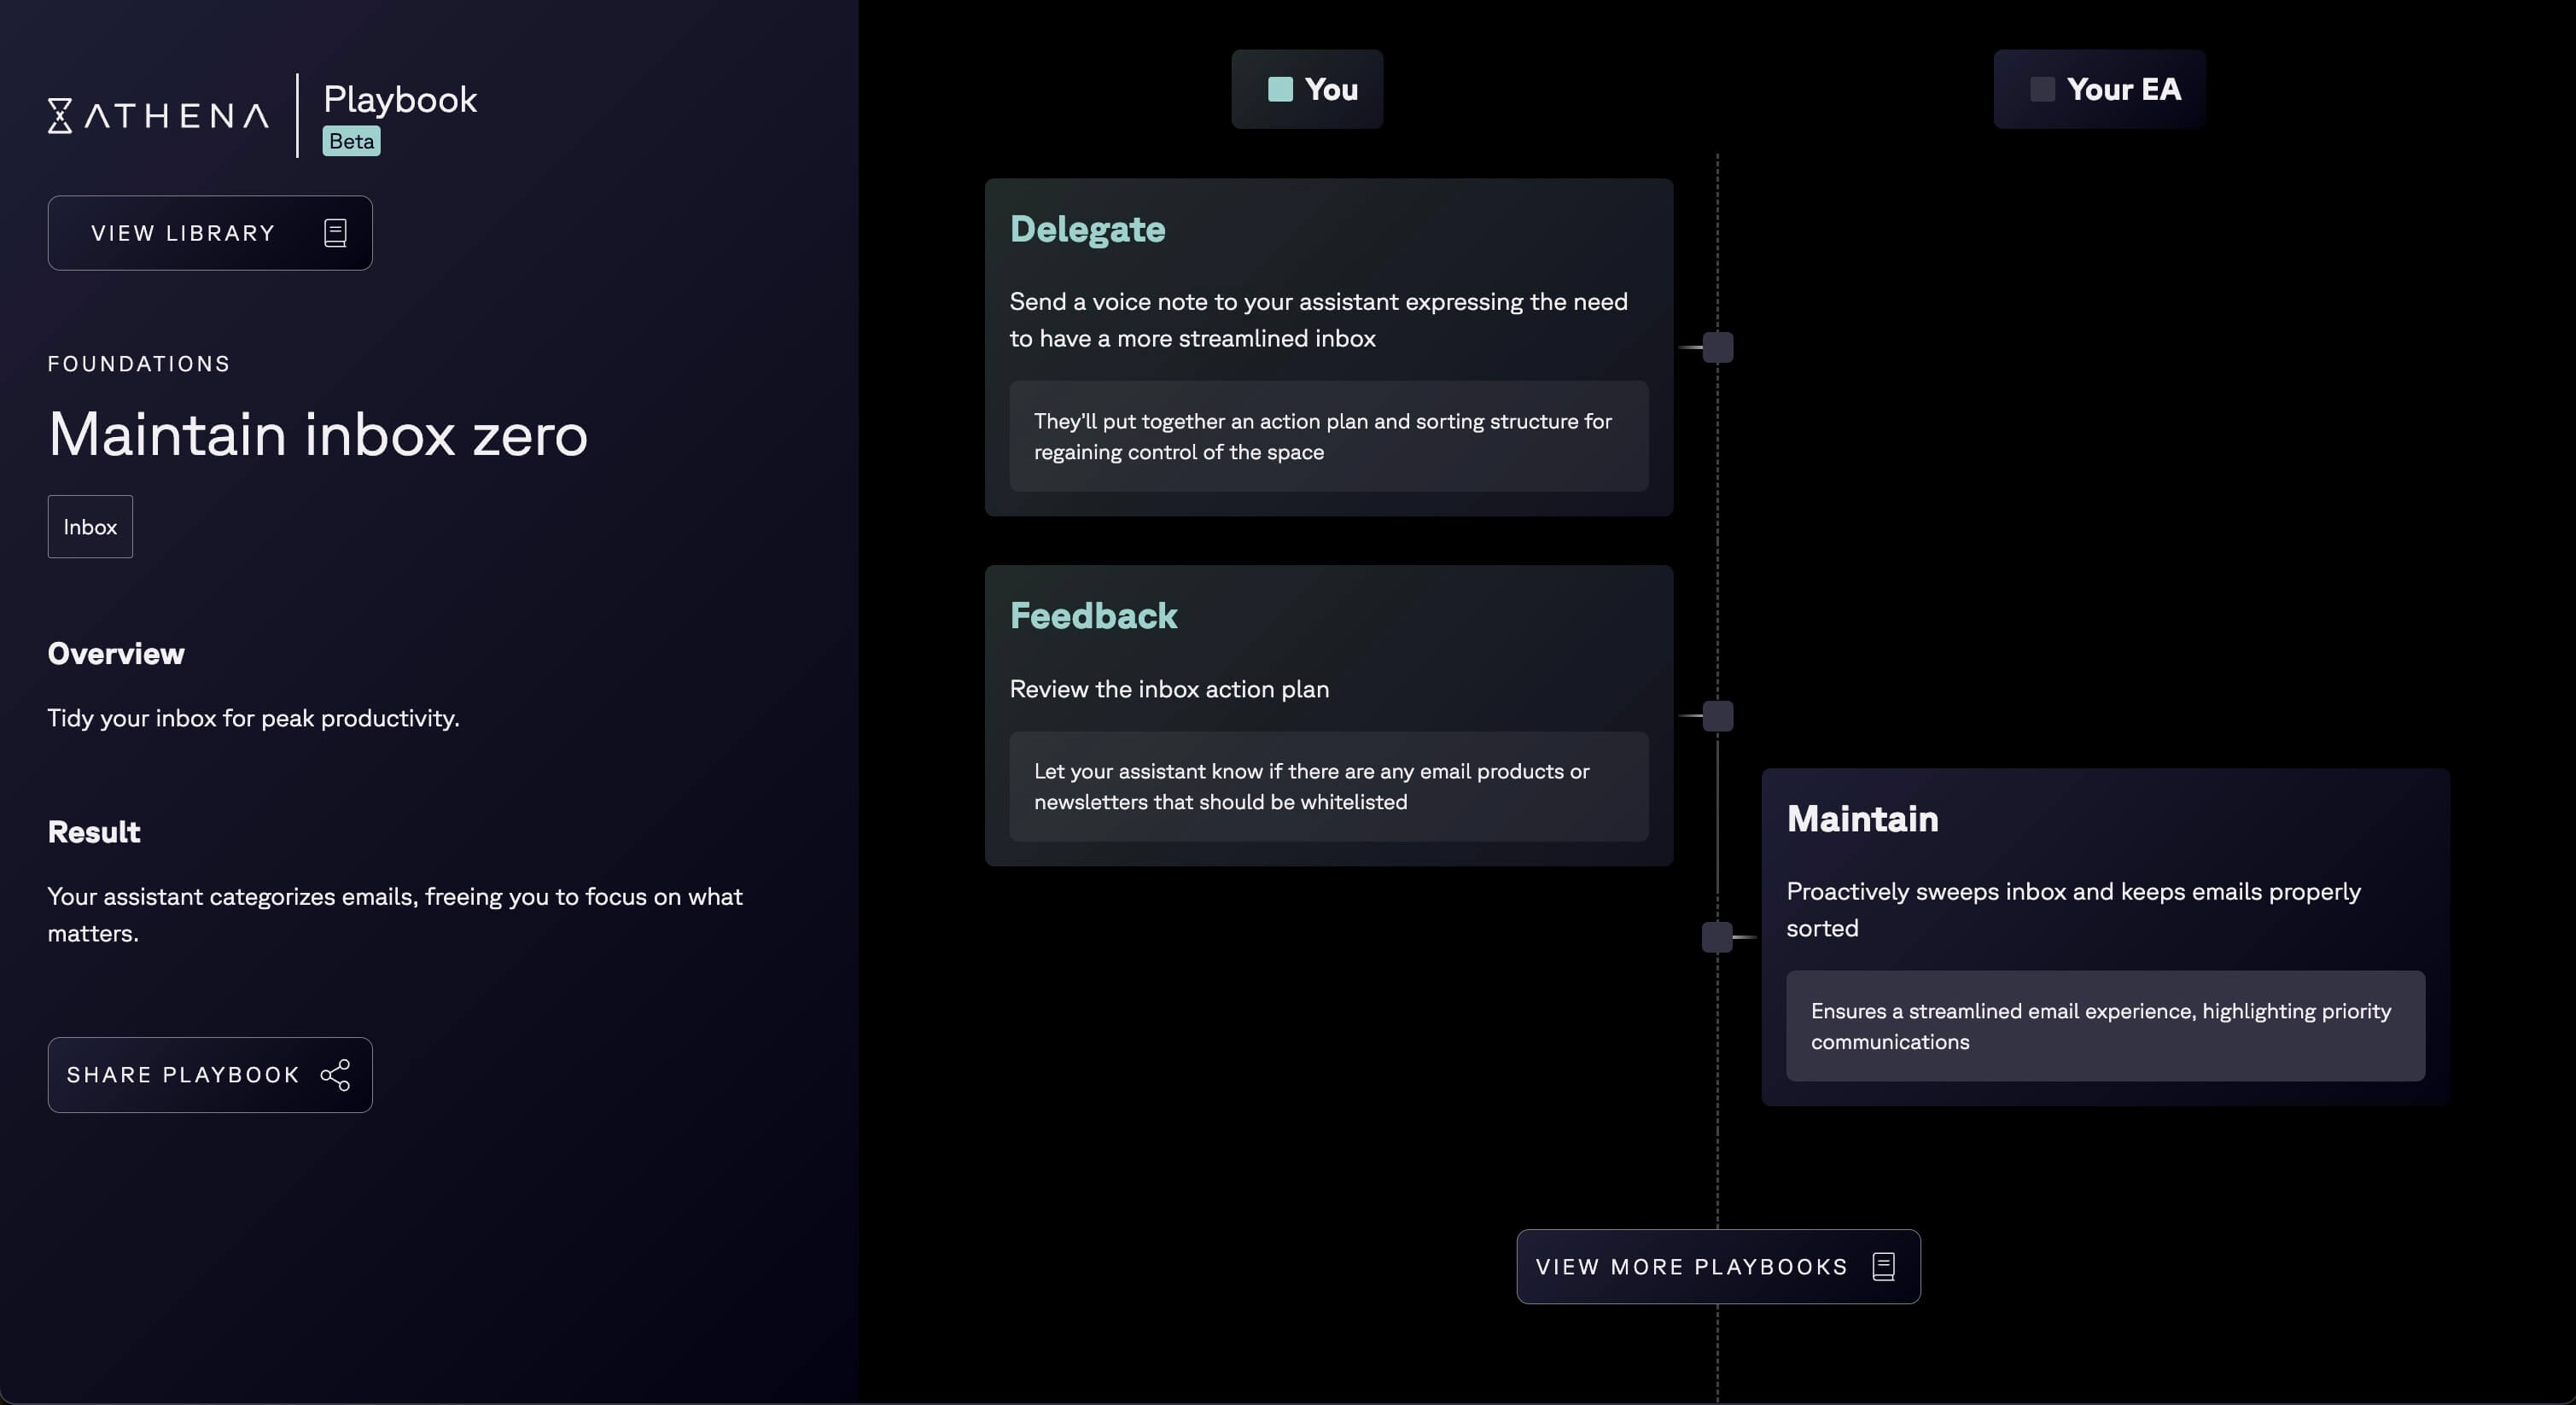 ATHENA
Playbook
Beta
VIEW LIBRARY
FOUNDATIONS
Maintain inbox zero
Inbox
Overview
Tidy your inbox for peak productivity.
Result
Your assistant categorizes emails, freeing you to focus on what
matters.
SHARE PLAYBOOK
You
Your EA
Delegate
Send a voice note to your assistant expressing the need
to have a more streamlined inbox
They’ll put together an action plan and sorting structure for
regaining control of the space
Feedback
Review the inbox action plan
Let your assistant know if there are any email products or
newsletters that should be whitelisted
Maintain
Proactively sweeps inbox and keeps emails properly
sorted
Ensures a streamlined email experience, highlighting priority
communications
VIEW MORE PLAYBOOKS